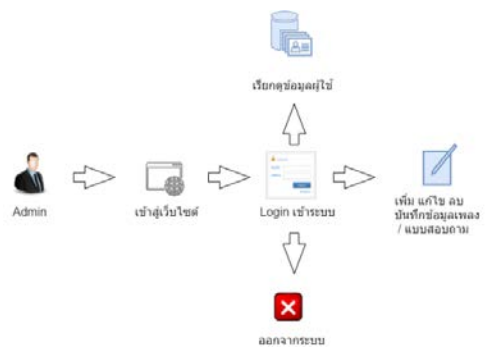 เรียกดูข้อมูลผู้ใช้
Admin
เข้าสู่เว็บไซต์
Login เข้าระบบ
เพิ่ม แก้ไข ลบ
บันทึกข้อมูลเพลง
/ แบบสอบถาม
ออกจากระบบ